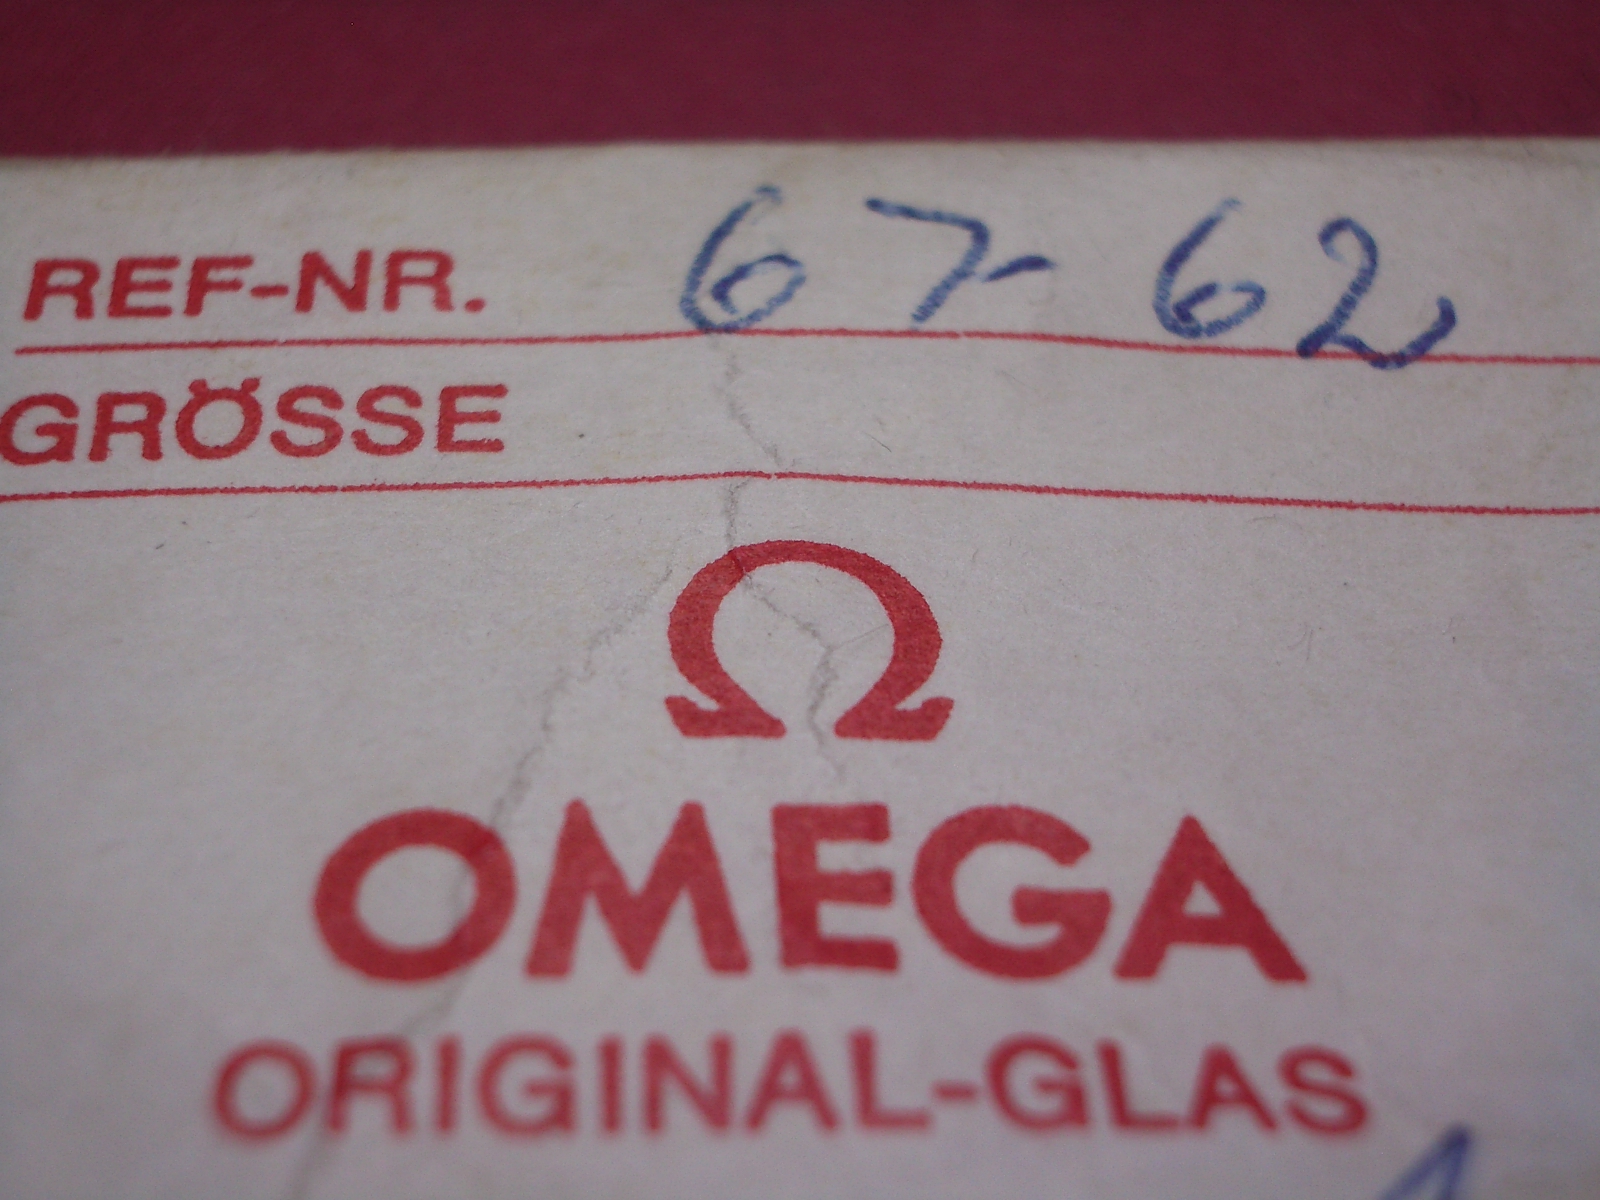 REF-NR. 67-62
GRÖSSE
Ω
OMEGA
ORIGINAL-GLAS